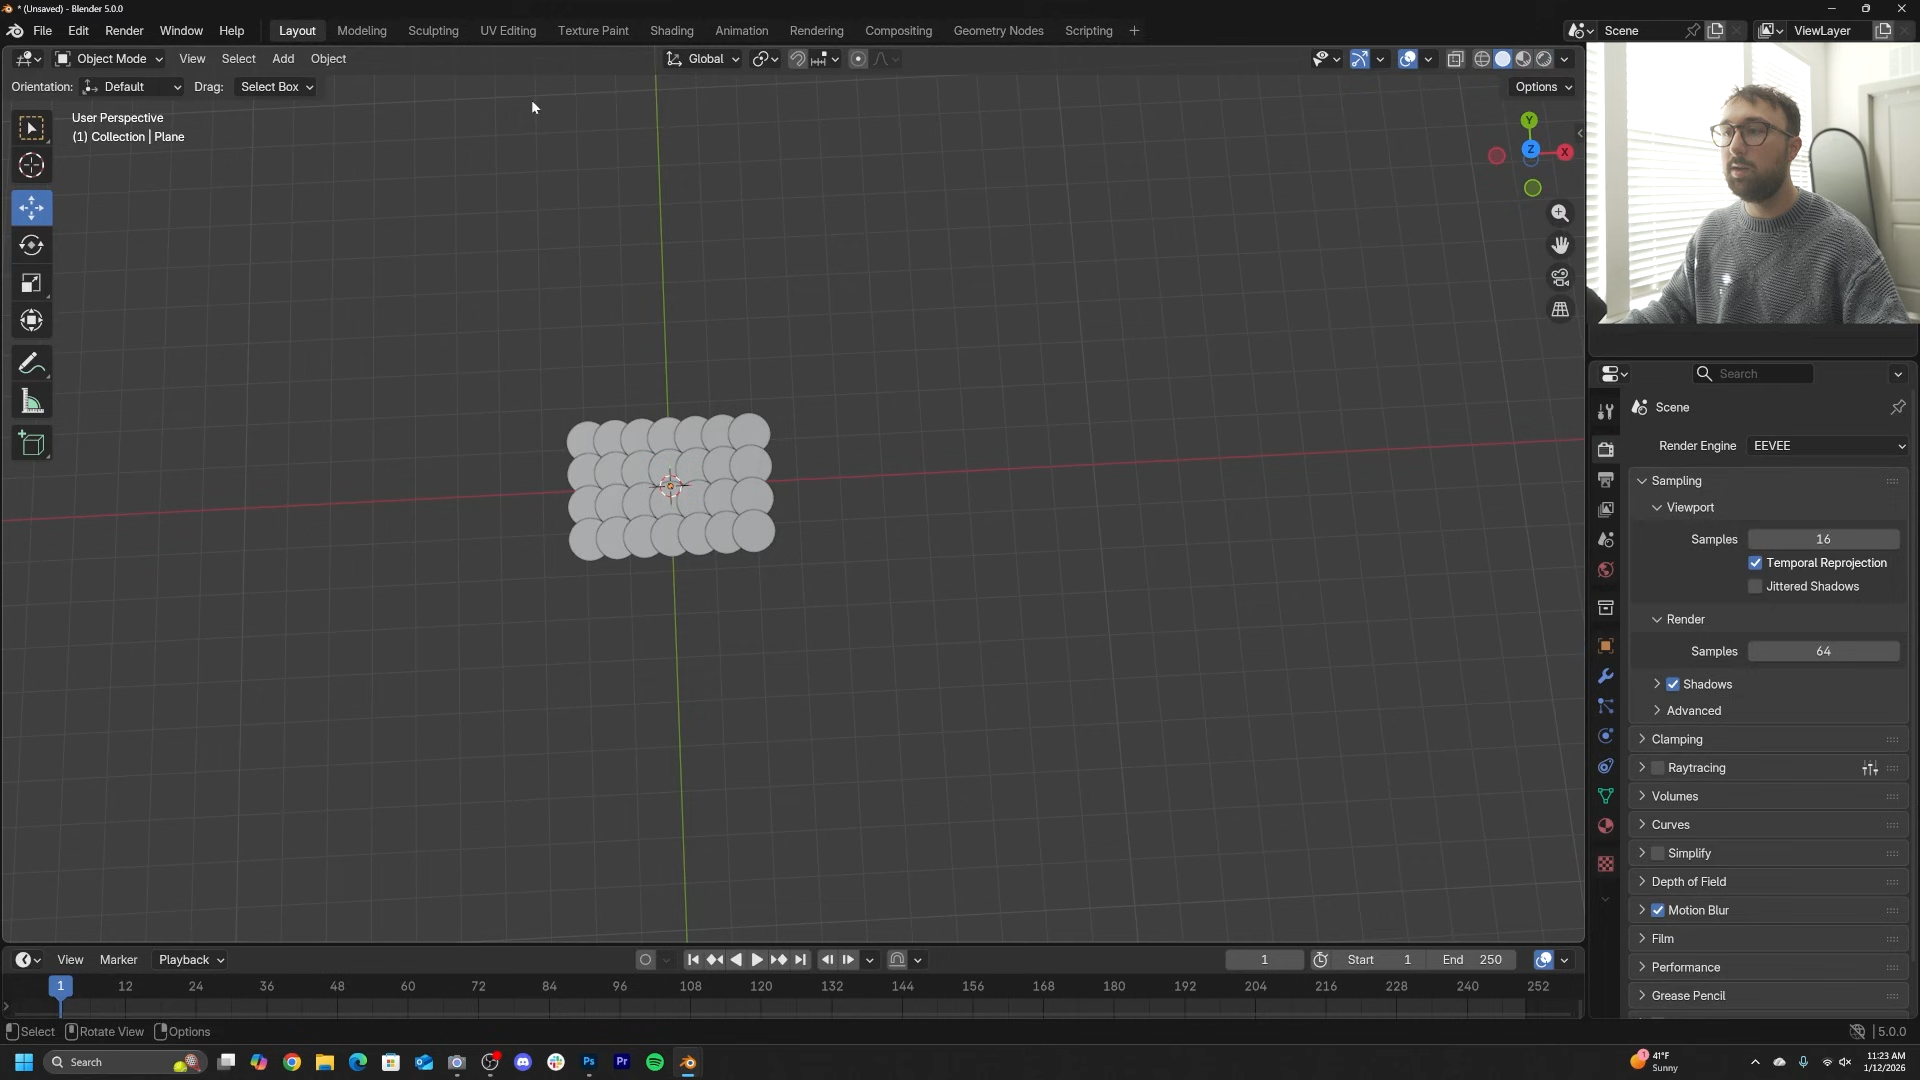 * (Unsaved) - Blender 5.0.0
File Edit Render Window Help Layout Modeling Sculpting UV Editing Texture Paint Shading Animation Rendering Compositing Geometry Nodes Scripting + Scene ViewLayer
Object Mode View Select Add Object Global
Orientation: Default Drag: Select Box Options
User Perspective
(1) Collection | Plane
Y
Z
X
Search
Scene
Render Engine EEVEE
Sampling
Viewport
Samples 16
Temporal Reprojection
Jittered Shadows
Render
Samples 64
Shadows
Advanced
Clamping
Raytracing
Volumes
Curves
Simplify
Depth of Field
Motion Blur
Film
Performance
Grease Pencil
View Marker Playback 1 Start 1 End 250
1 12 24 36 48 60 72 84 96 108 120 132 144 156 168 180 192 204 216 228 240 252
Select Rotate View Options 5.0.0
Search Ps Pr 1 41°F
Sunny
11:23 AM
1/12/2026